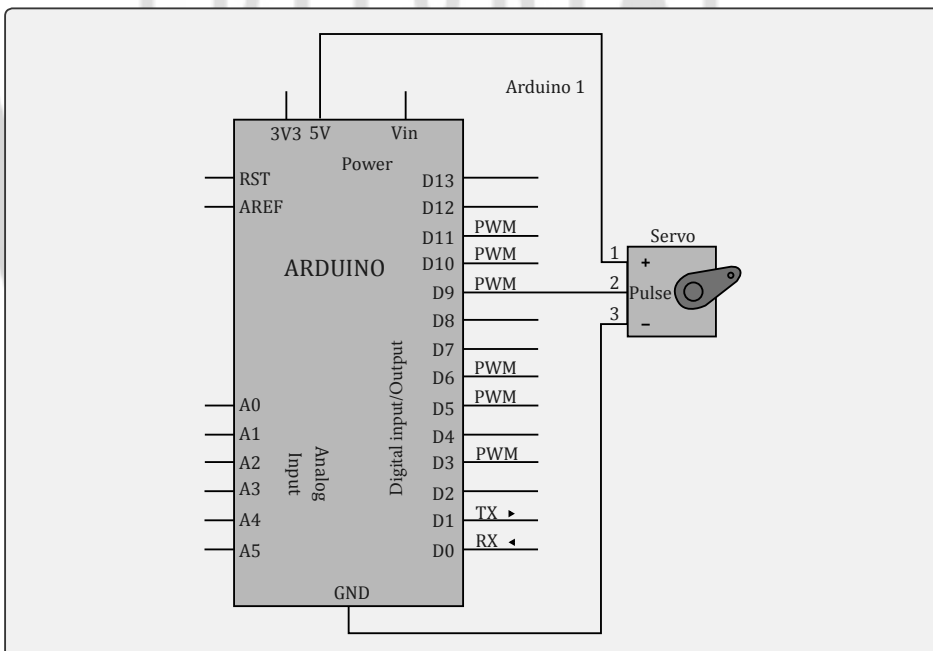 Arduino 1
3V3 5V Vin
Power
RST
AREF
ARDUINO
A0
A1
A2
A3
A4
A5
Analog
Input
Digital input/Output
D13
D12
D11 PWM
D10 PWM
D9 PWM
D8
D7
D6 PWM
D5 PWM
D4
D3 PWM
D2
D1 TX ▸
D0 RX ◂
GND
Servo
1 +
2 Pulse
3 −